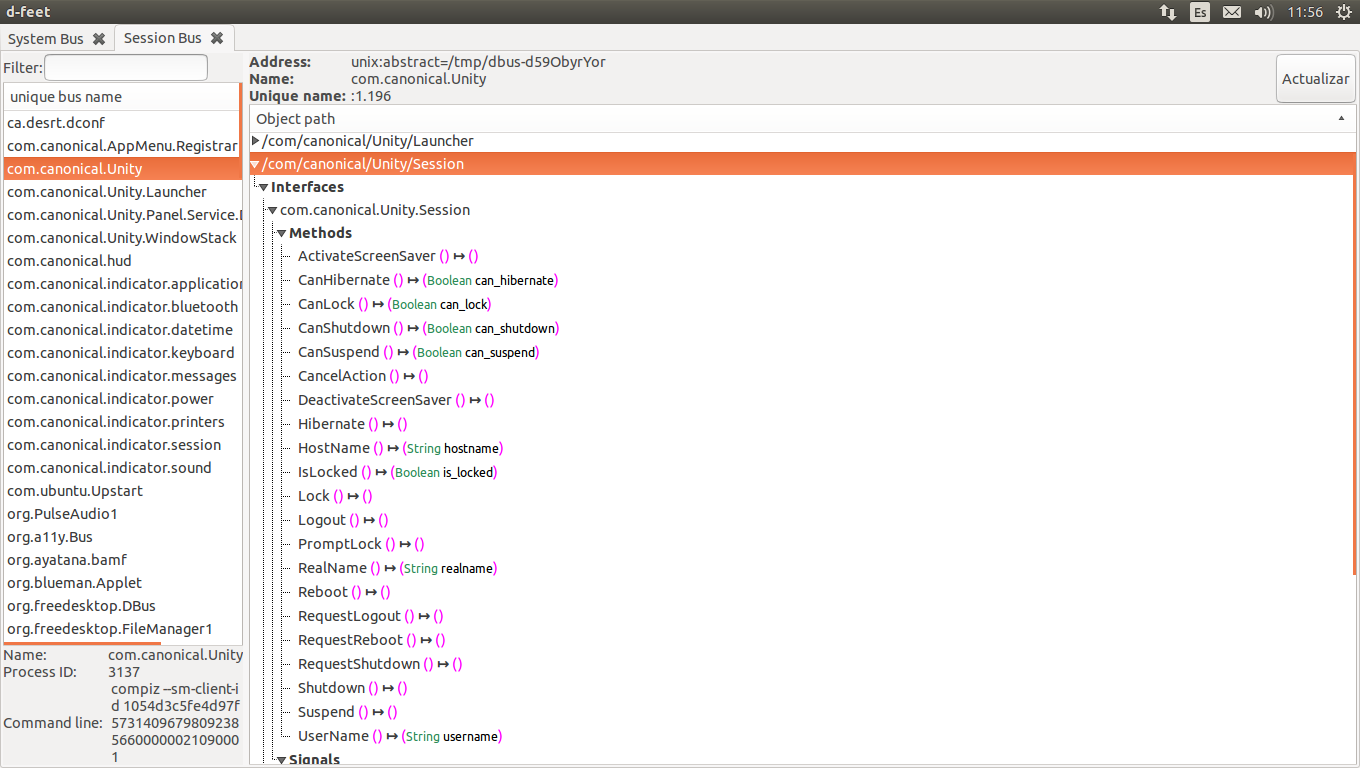 d-feet
Es
11:56
System Bus
Session Bus
Filter:
unique bus name
ca.desrt.dconf
com.canonical.AppMenu.Registrar
com.canonical.Unity
com.canonical.Unity.Launcher
com.canonical.Unity.Panel.Service.
com.canonical.Unity.WindowStack
com.canonical.hud
com.canonical.indicator.application
com.canonical.indicator.bluetooth
com.canonical.indicator.datetime
com.canonical.indicator.keyboard
com.canonical.indicator.messages
com.canonical.indicator.power
com.canonical.indicator.printers
com.canonical.indicator.session
com.canonical.indicator.sound
com.ubuntu.Upstart
org.PulseAudio1
org.a11y.Bus
org.ayatana.bamf
org.blueman.Applet
org.freedesktop.DBus
org.freedesktop.FileManager1
Name: com.canonical.Unity
Process ID: 3137
Command line: compiz --sm-client-i
d 1054d3c5fe4d97f
5731409679809238
5660000002109000
1
Address: unix:abstract=/tmp/dbus-d59ObyrYor
Name: com.canonical.Unity
Unique name: :1.196
Actualizar
Object path
/com/canonical/Unity/Launcher
/com/canonical/Unity/Session
Interfaces
com.canonical.Unity.Session
Methods
ActivateScreenSaver () ↦ ()
CanHibernate () ↦ (Boolean can_hibernate)
CanLock () ↦ (Boolean can_lock)
CanShutdown () ↦ (Boolean can_shutdown)
CanSuspend () ↦ (Boolean can_suspend)
CancelAction () ↦ ()
DeactivateScreenSaver () ↦ ()
Hibernate () ↦ ()
HostName () ↦ (String hostname)
IsLocked () ↦ (Boolean is_locked)
Lock () ↦ ()
Logout () ↦ ()
PromptLock () ↦ ()
RealName () ↦ (String realname)
Reboot () ↦ ()
RequestLogout () ↦ ()
RequestReboot () ↦ ()
RequestShutdown () ↦ ()
Shutdown () ↦ ()
Suspend () ↦ ()
UserName () ↦ (String username)
Signals